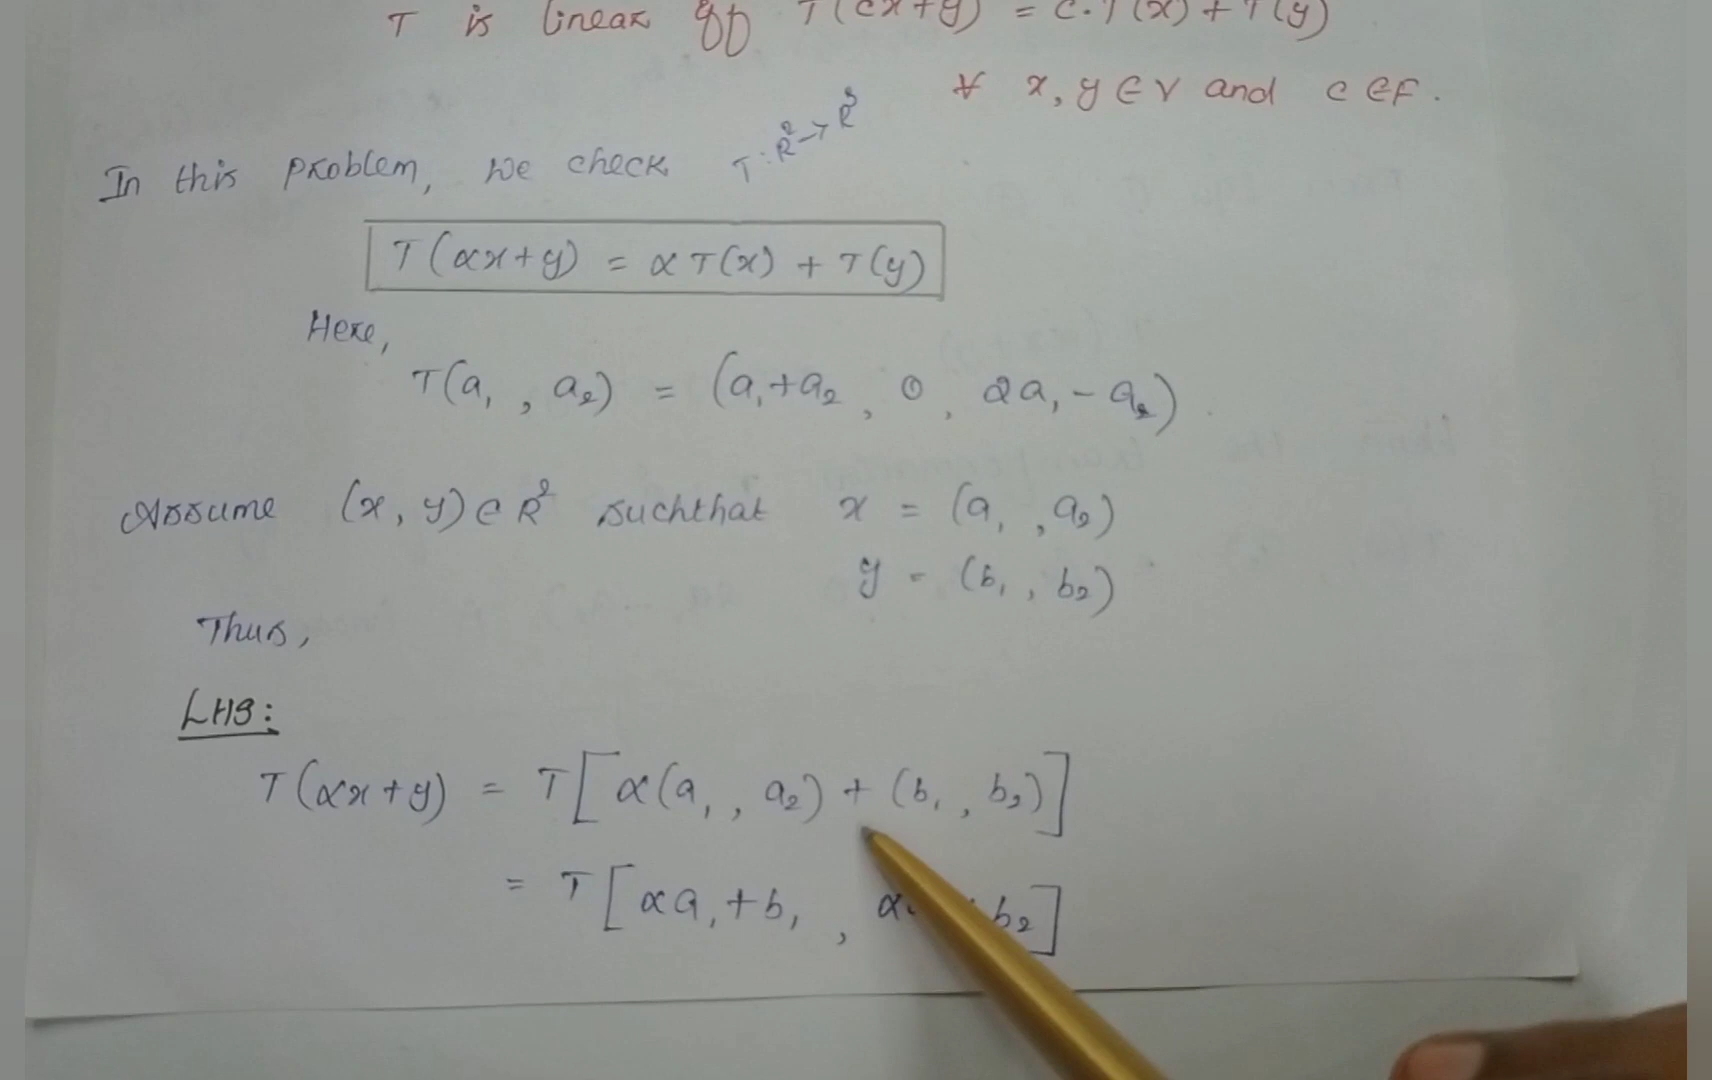 T is linear iff T(cx+y) = c.T(x) + T(y)
∀ x, y ∈ V and c ∈ F.
In this problem, we check T: R² → R³
T(αx+y) = α T(x) + T(y)
Here,
T(a₁, a₂) = (a₁+a₂, 0, 2a₁-a₂)
Assume (x, y) ∈ R² suchthat x = (a₁, a₂)
y = (b₁, b₂)
Thus,
LHS:
T(αx+y) = T[α(a₁, a₂) + (b₁, b₂)]
= T[αa₁+b₁, α b₂]